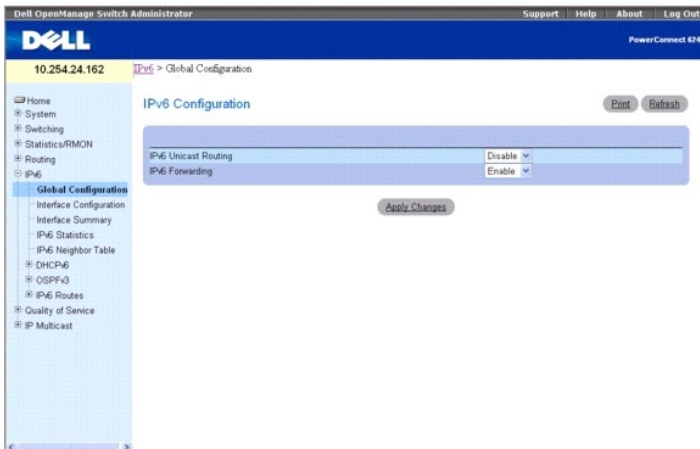 Dell OpenManage Switch Administrator
Support Help About Log Out
DELL
PowerConnect 624
10.254.24.162
IPv6 > Global Configuration
Home
System
Switching
Statistics/RMON
Routing
IPv6
Global Configuration
Interface Configuration
Interface Summary
IPv6 Statistics
IPv6 Neighbor Table
DHCPv6
OSPFv3
IPv6 Routes
Quality of Service
IP Multicast
IPv6 Configuration
Print Refresh
IPv6 Unicast Routing Disable
IPv6 Forwarding Enable
Apply Changes